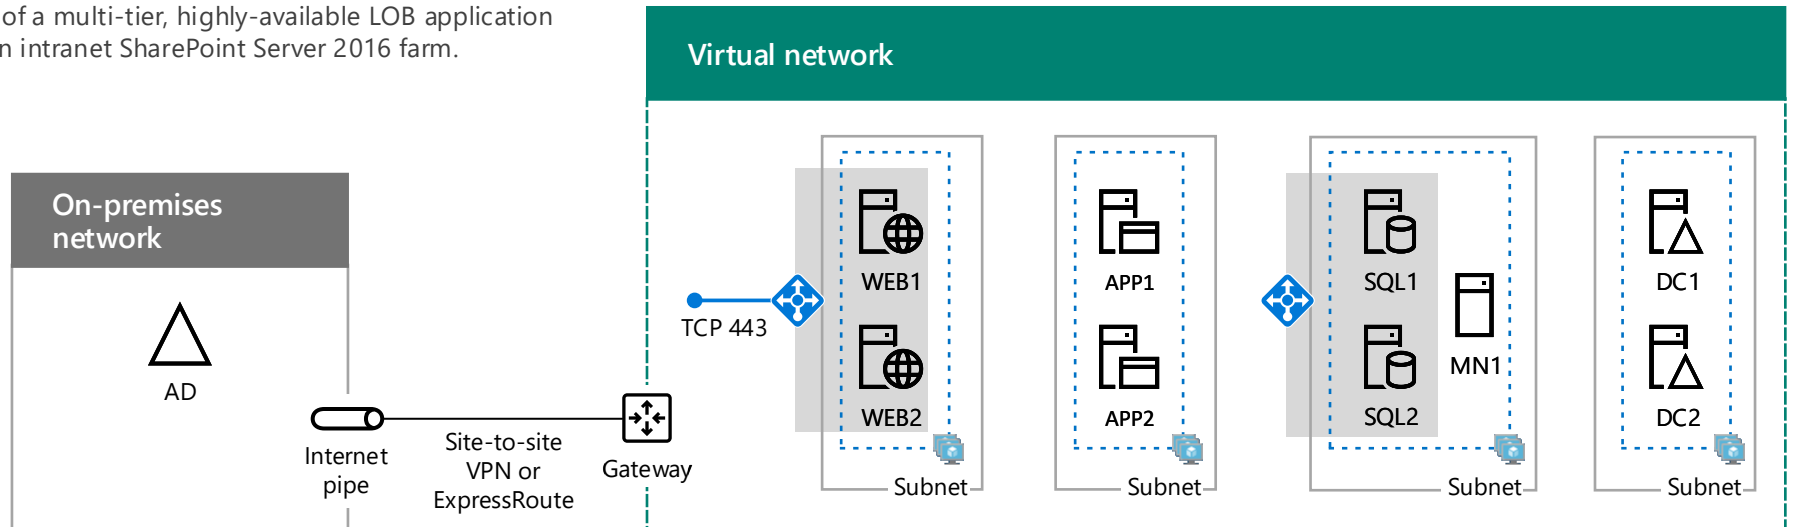 of a multi-tier, highly-available LOB application
n intranet SharePoint Server 2016 farm.
Virtual network
On-premises
network
AD
Internet
pipe
Site-to-site
VPN or
ExpressRoute
Gateway
TCP 443
WEB1
WEB2
Subnet
APP1
APP2
Subnet
SQL1
SQL2
MN1
Subnet
DC1
DC2
Subnet